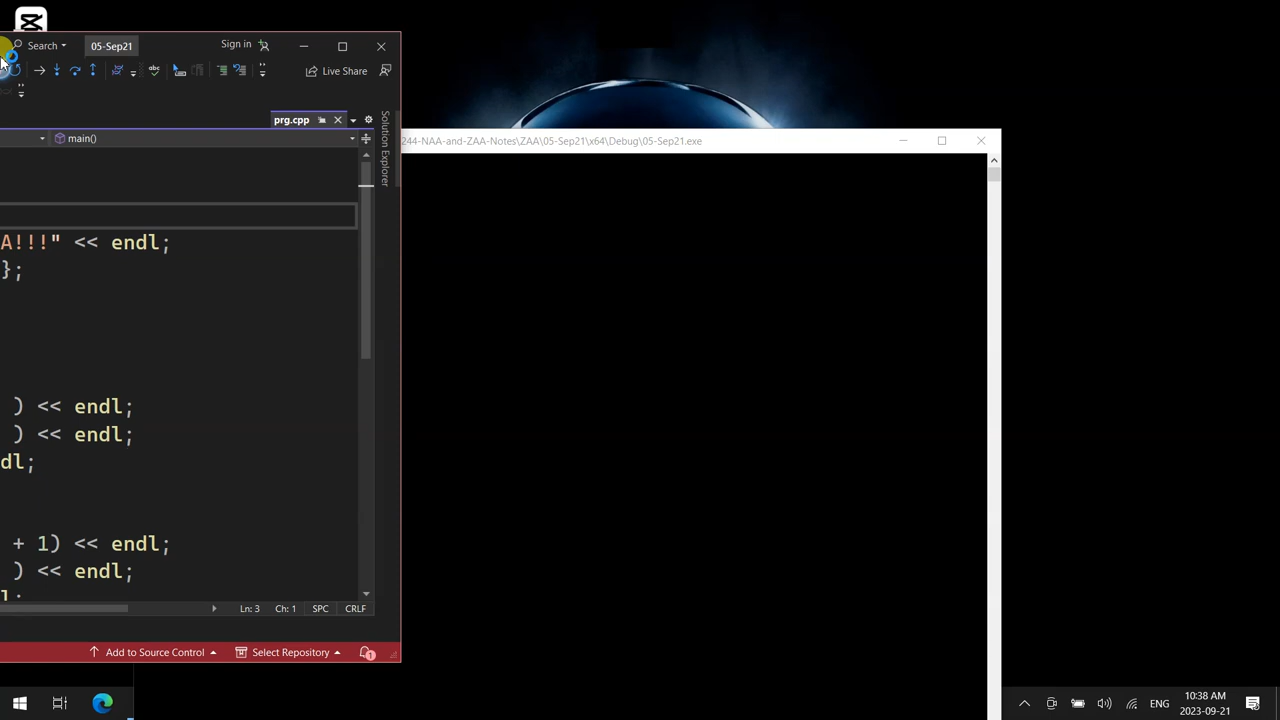 Search
05-Sep21
Sign in
Live Share
prg.cpp
main()
Solution Explorer
244-NAA-and-ZAA-Notes\ZAA\05-Sep21\x64\Debug\05-Sep21.exe
A!!!" << endl;
};
) << endl;
) << endl;
dl;
+ 1) << endl;
) << endl;
l;
Ln: 3
Ch: 1
SPC
CRLF
Add to Source Control
Select Repository
1
ENG
10:38 AM
2023-09-21